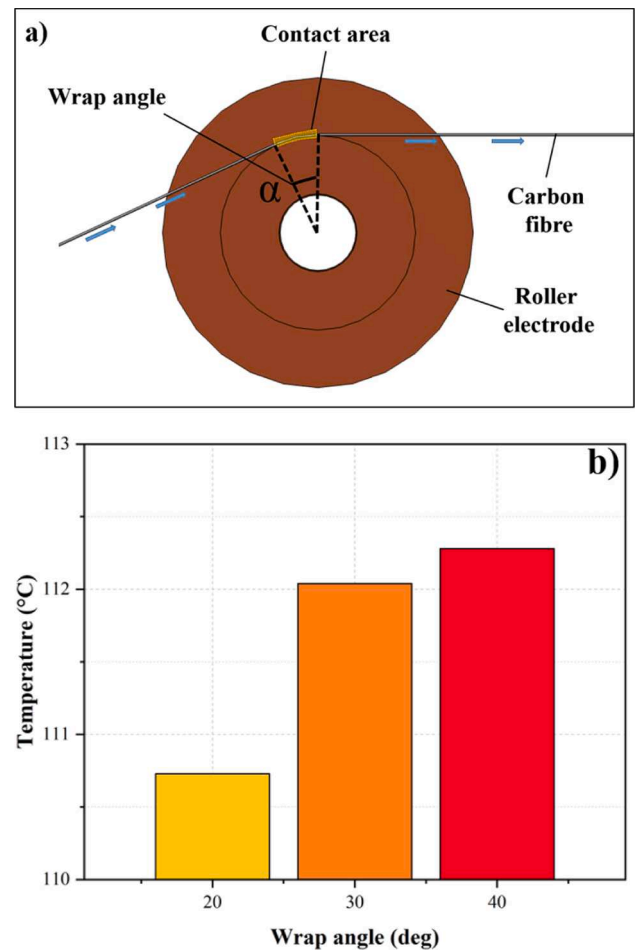 a)
Contact area
Wrap angle
α
Carbon
fibre
Roller
electrode
b)
113
112
111
110
Temperature (°C)
20 30 40
Wrap angle (deg)